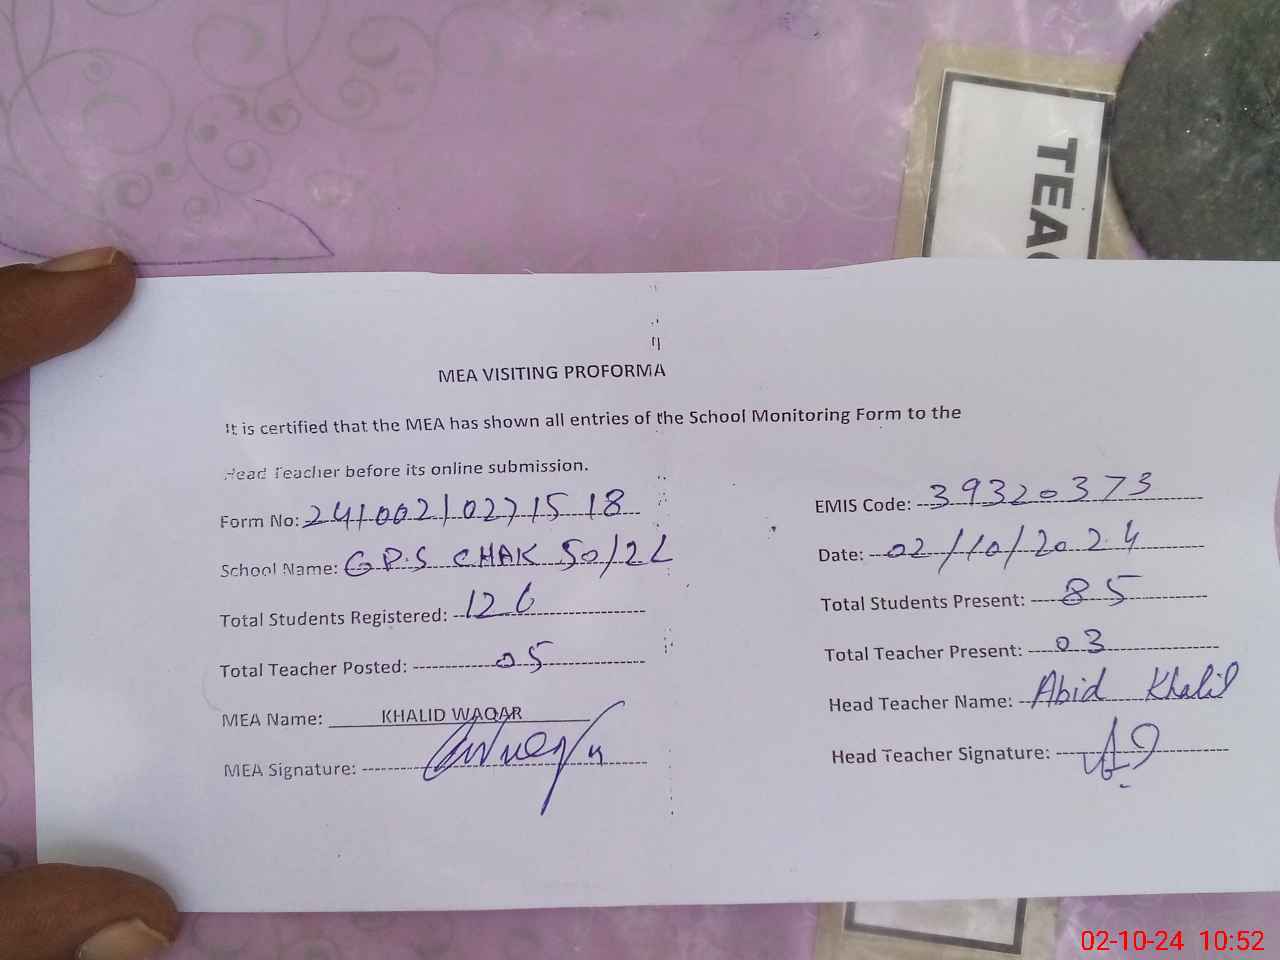 TEAC
MEA VISITING PROFORMA
It is certified that the MEA has shown all entries of the School Monitoring Form to the
Head Teacher before its online submission.
Form No: 241002102715 18 EMIS Code: 39320373
School Name: GP.S CHAK 50/2L Date: 02/10/2024
Total Students Registered: 126 Total Students Present: 85
Total Teacher Posted: 05 Total Teacher Present: 03
MEA Name: KHALID WAQAR Head Teacher Name: Abid Khalil
MEA Signature: Head Teacher Signature:
02-10-24 10:52